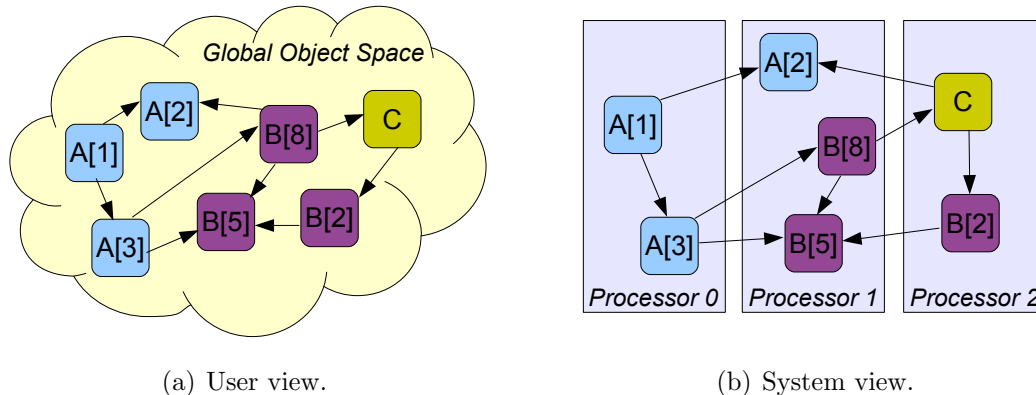 Global Object Space
A[2]
B[8]
C
A[1]
B[5]
B[2]
A[3]
(a) User view.
A[2]
A[1]
C
B[8]
B[2]
A[3]
B[5]
Processor 0
Processor 1
Processor 2
(b) System view.